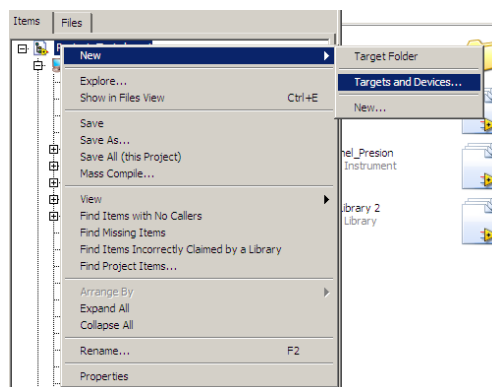 Items Files
New
Target Folder
Targets and Devices...
New...
Explore...
Show in Files View Ctrl+E
Save
Save As...
Save All (this Project)
Mass Compile...
View
Find Items with No Callers
Find Missing Items
Find Items Incorrectly Claimed by a Library
Find Project Items...
Arrange By
Expand All
Collapse All
Rename... F2
Properties
nel_Presion
Instrument
ibrary 2
Library